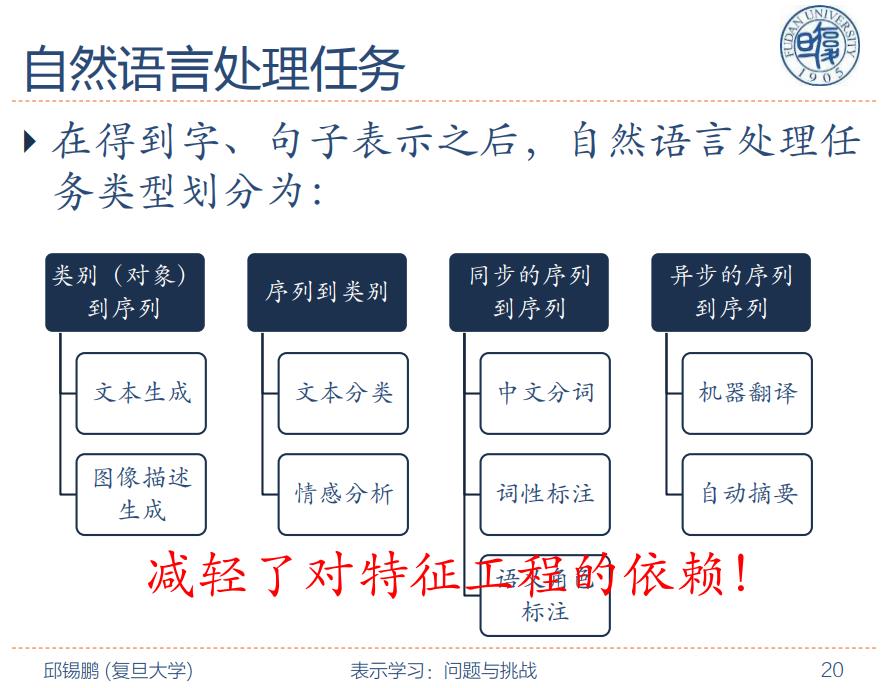 自然语言处理任务
FUDAN UNIVERSITY
1905
在得到字、句子表示之后，自然语言处理任
务类型划分为：
类别（对象）
到序列
文本生成
图像描述
生成
序列到类别
文本分类
情感分析
同步的序列
到序列
中文分词
词性标注
语义角色
标注
异步的序列
到序列
机器翻译
自动摘要
减轻了对特征工程的依赖！
邱锡鹏 (复旦大学)
表示学习：问题与挑战
20